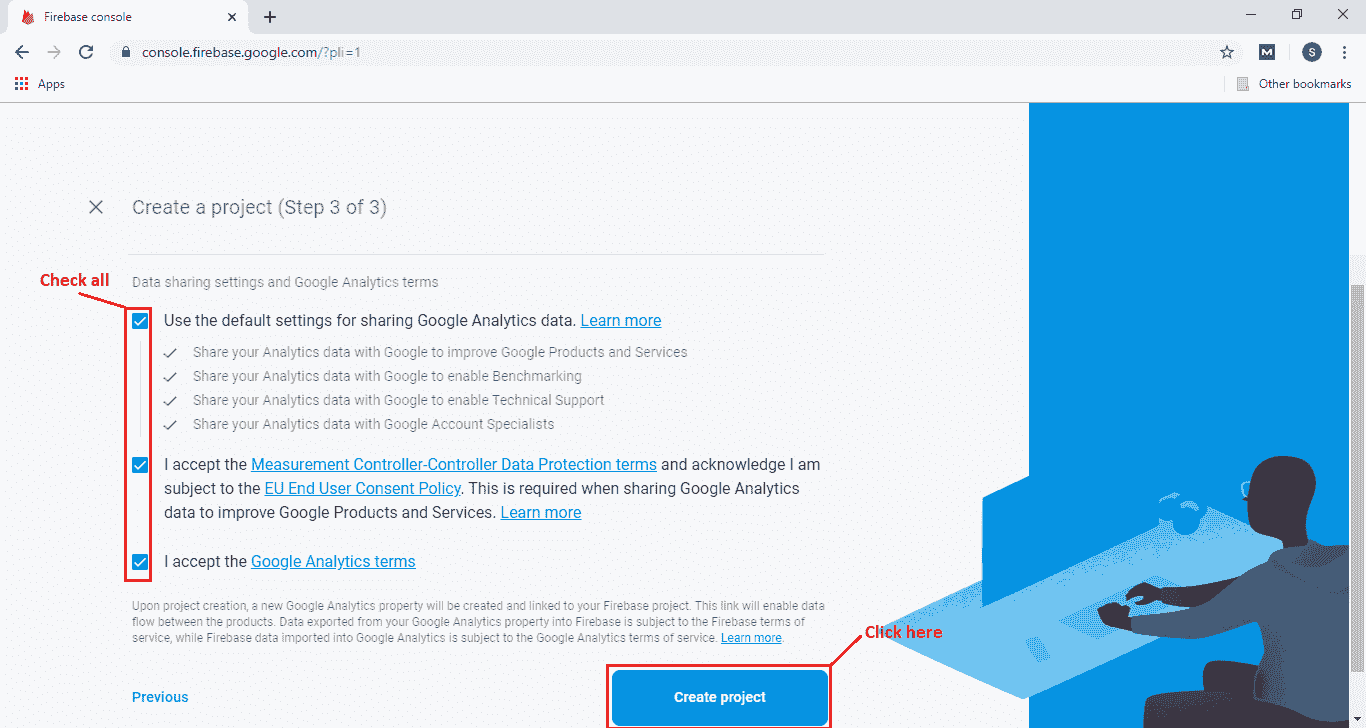 Firebase console
console.firebase.google.com/?pli=1
M
S
Apps
Other bookmarks
Create a project (Step 3 of 3)
Check all
Data sharing settings and Google Analytics terms
Use the default settings for sharing Google Analytics data. Learn more
Share your Analytics data with Google to improve Google Products and Services
Share your Analytics data with Google to enable Benchmarking
Share your Analytics data with Google to enable Technical Support
Share your Analytics data with Google Account Specialists
I accept the Measurement Controller-Controller Data Protection terms and acknowledge I am
subject to the EU End User Consent Policy. This is required when sharing Google Analytics
data to improve Google Products and Services. Learn more
I accept the Google Analytics terms
Upon project creation, a new Google Analytics property will be created and linked to your Firebase project. This link will enable data
flow between the products. Data exported from your Google Analytics property into Firebase is subject to the Firebase terms of
service, while Firebase data imported into Google Analytics is subject to the Google Analytics terms of service. Learn more.
Click here
Previous
Create project